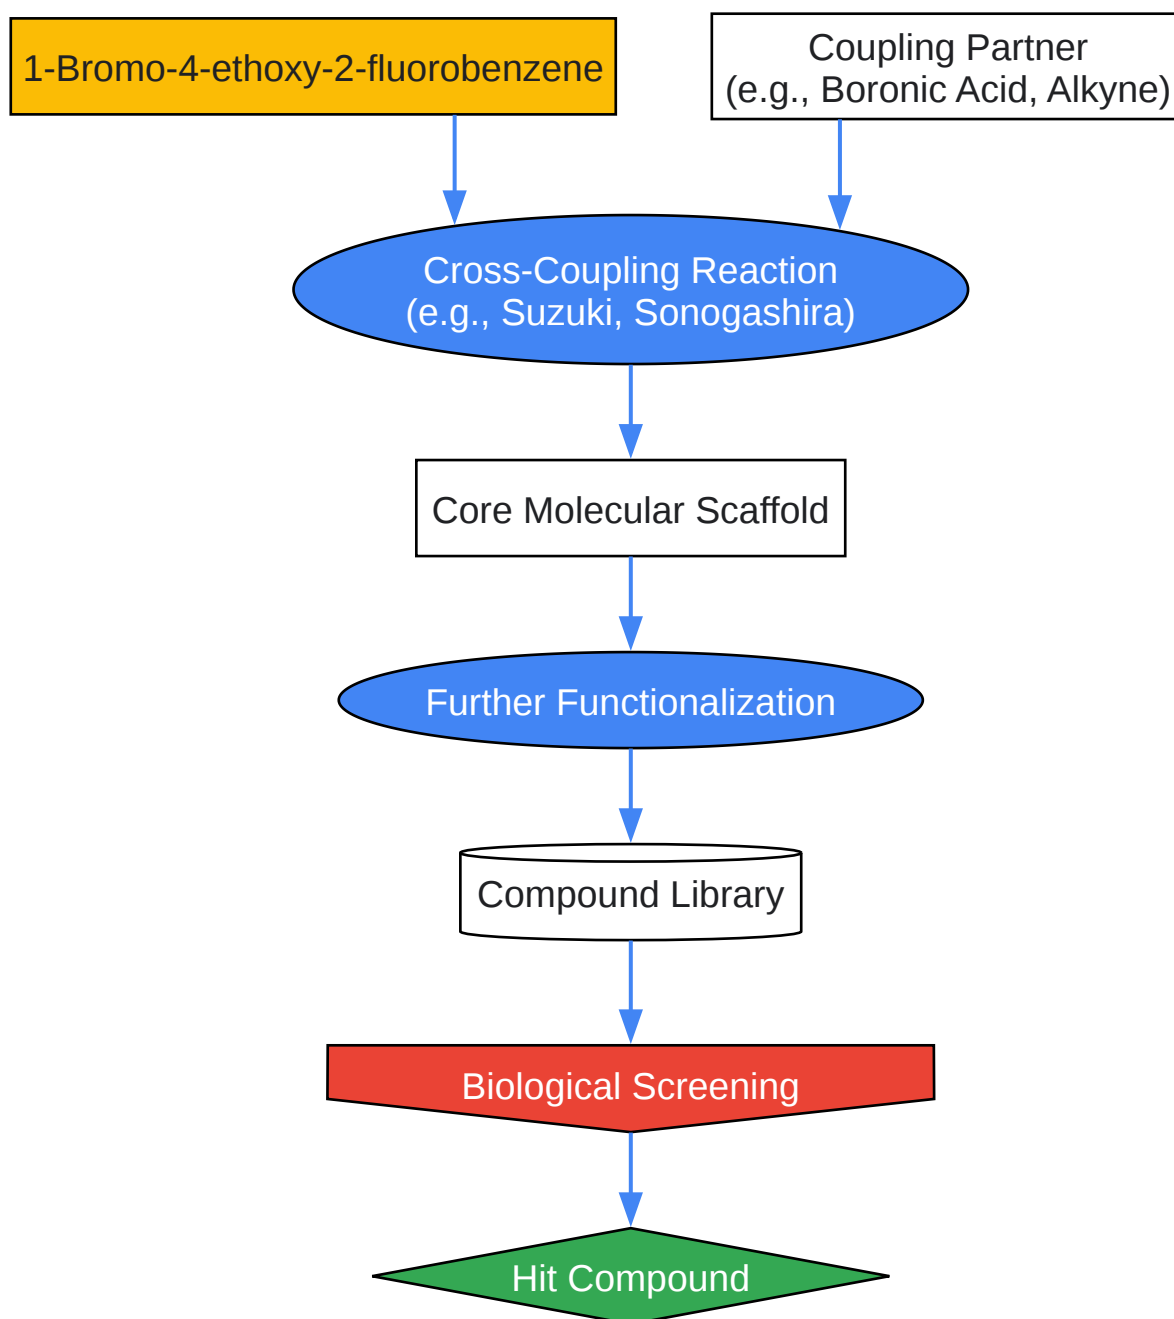 1-Bromo-4-ethoxy-2-fluorobenzene
Coupling Partner
(e.g., Boronic Acid, Alkyne)
Cross-Coupling Reaction
(e.g., Suzuki, Sonogashira)
Core Molecular Scaffold
Further Functionalization
Compound Library
Biological Screening
Hit Compound